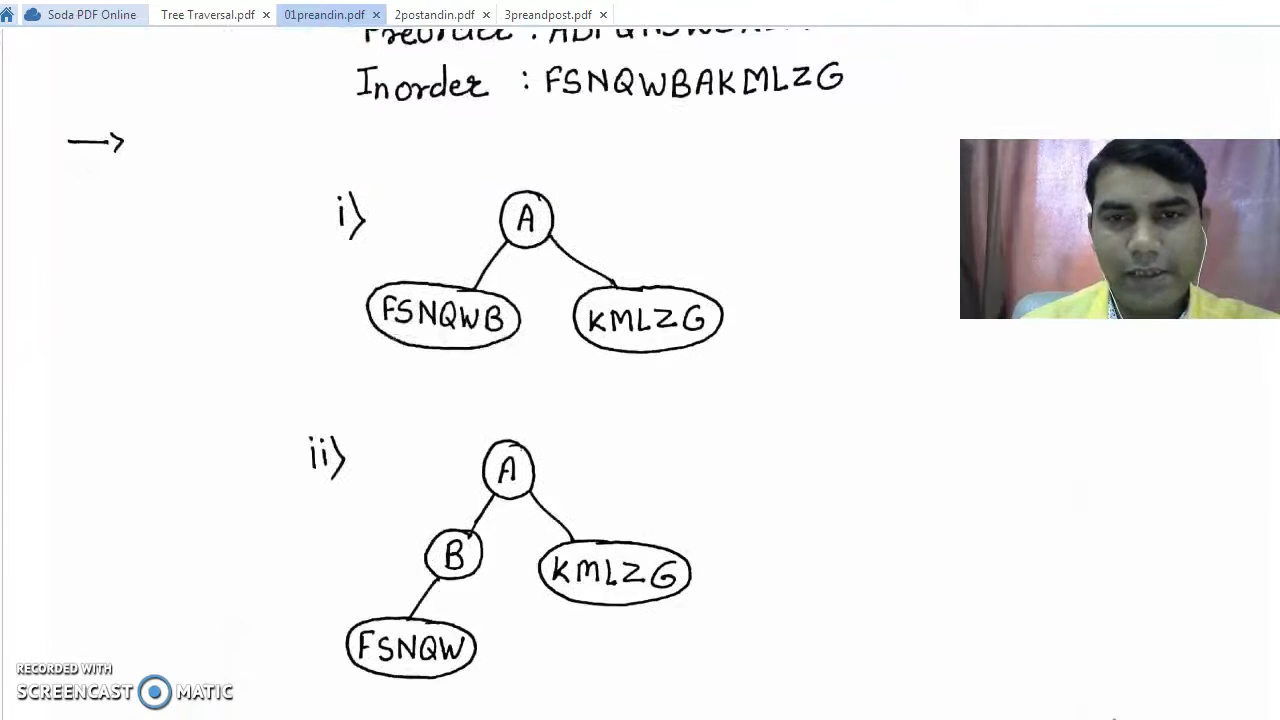 Soda PDF Online Tree Traversal.pdf × 01preandin.pdf × 2postandin.pdf × 3preandpost.pdf ×
Inorder : FSNQWBAKMLZG
i)
A
FSNQWB KMLZG
ii)
A
B
KMLZG
FSNQW
RECORDED WITH
SCREENCAST MATIC